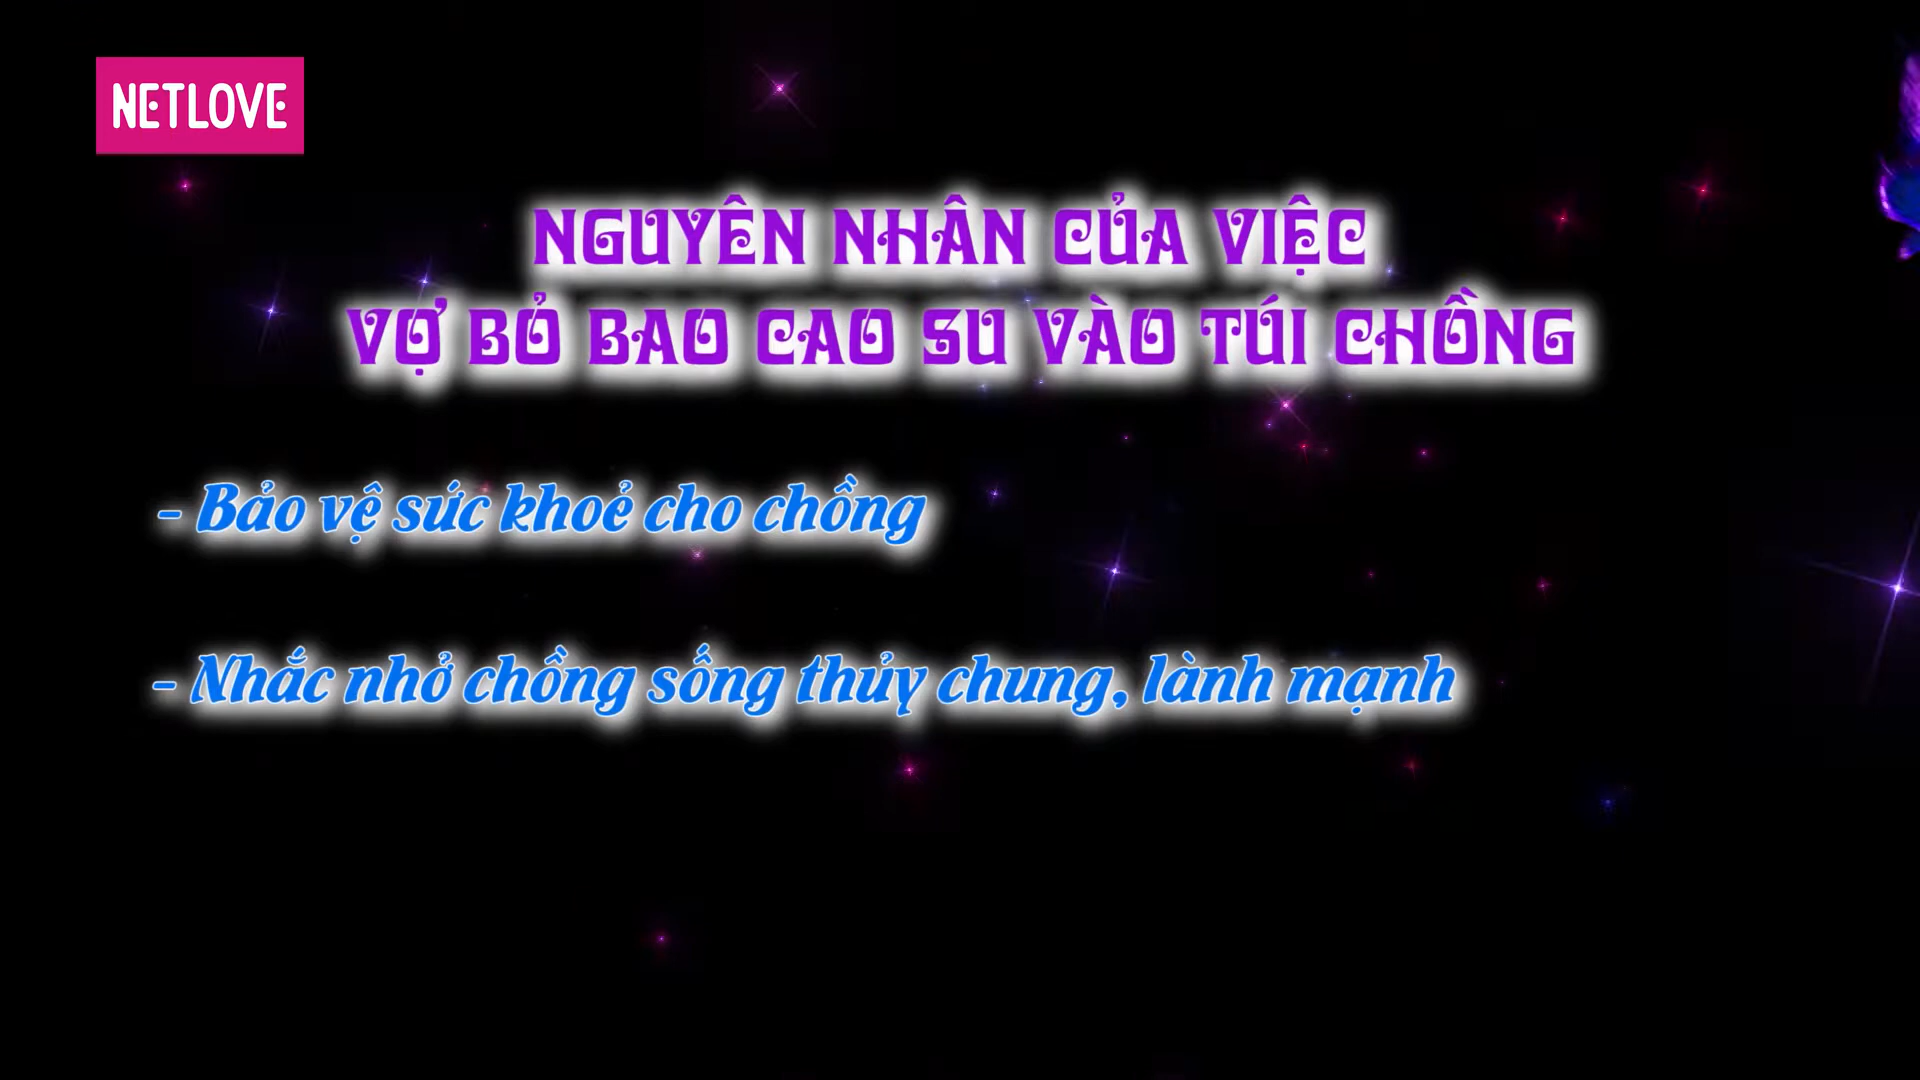 NETLOVE
NGUYÊN NHÂN CỦA VIỆC
VỢ BỎ BAO CAO SU VÀO TÚI CHỒNG
- Bảo vệ sức khoẻ cho chồng
- Nhắc nhở chồng sống thủy chung, lành mạnh